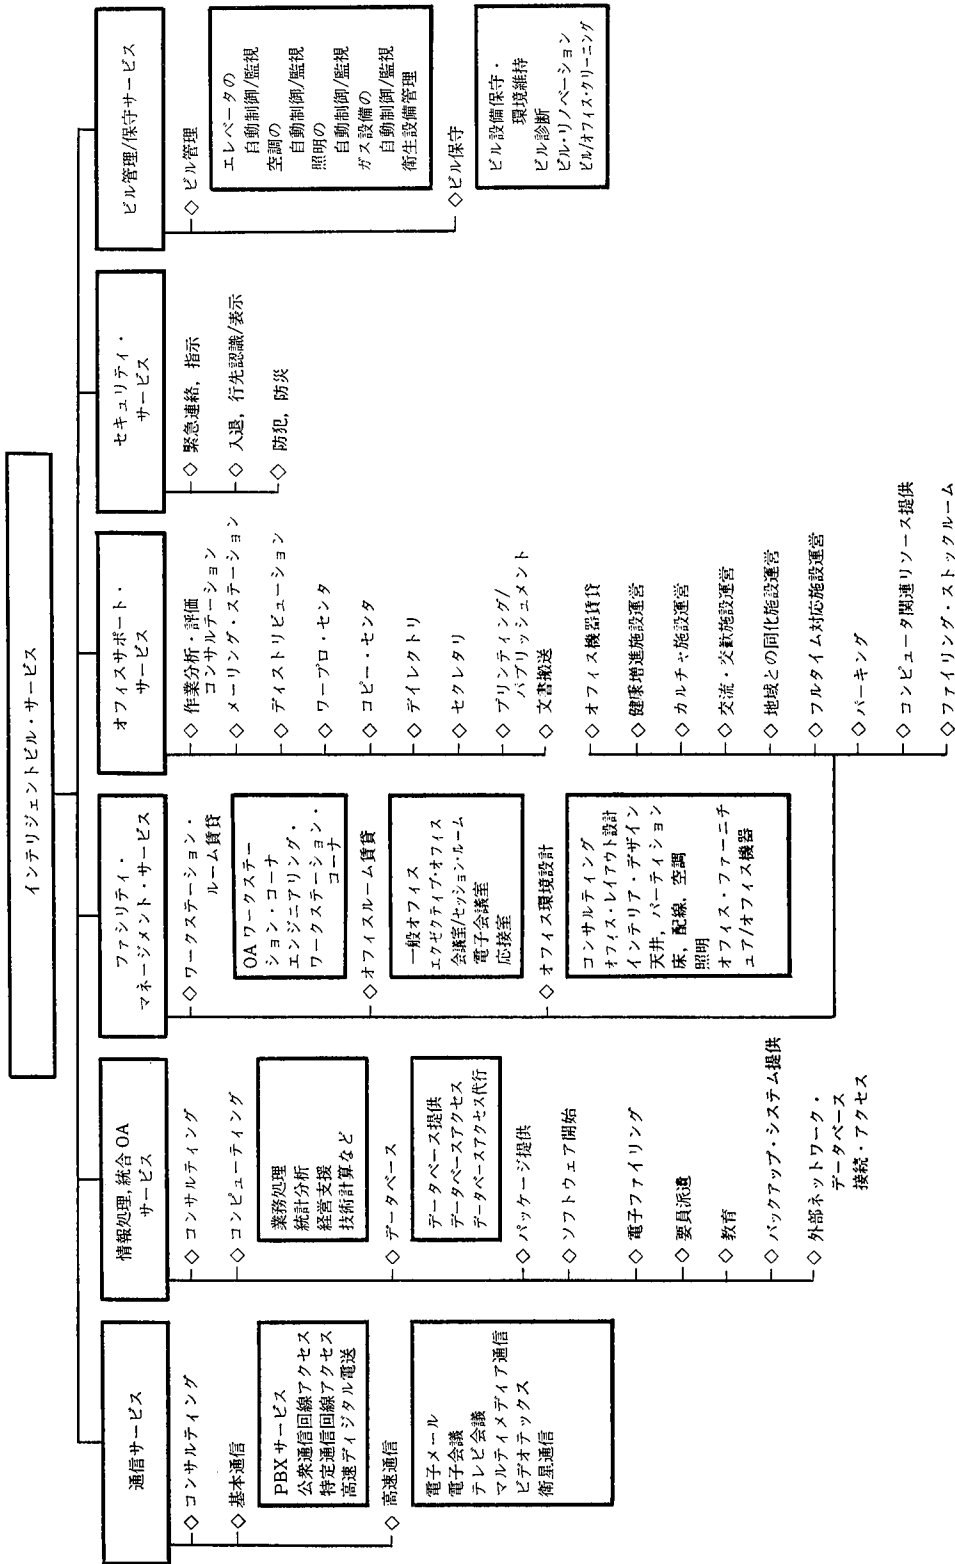 インテリジェントビル・サービス
通信サービス
◇ コンサルティング
◇ 基本通信
PBXサービス
公衆通信回線アクセス
特定通信回線アクセス
高速ディジタル電送
◇ 高速通信
電子メール
電子会議
テレビ会議
マルティメディア通信
ビデオテックス
衛星通信
情報処理, 統合OA
サービス
◇ コンサルティング
◇ コンピューティング
業務処理
統計分析
経営支援
技術計算など
◇ データベース
データベース提供
データベースアクセス
データベースアクセス代行
◇ パッケージ提供
◇ ソフトウェア開始
◇ 電子ファイリング
◇ 要員派遣
◇ 教育
◇ バックアップ・システム提供
◇ 外部ネットワーク・
データベース
接続・アクセス
ファシリティ・
マネージメント・サービス
◇ ワークステーション・
ルーム賃貸
OAワークステー
ション・コーナ
エンジニアリング・
ワークステーション・
コーナ
◇ オフィスルーム賃貸
一般オフィス
エクゼクティブ・オフィス
会議室/セッション・ルーム
電子会議室
応接室
◇ オフィス環境設計
コンサルティング
オフィス・レイアウト設計
インテリア・デザイン
天井, パーティション
床, 配線, 空調
照明
オフィス・ファーニチ
ュア/オフィス機器
オフィスサポート・
サービス
◇ 作業分析・評価
コンサルテーション
◇ メーリング・ステーション
◇ ディストリビューション
◇ ワープロ・センタ
◇ コピー・センタ
◇ デイレクトリ
◇ セクレタリ
◇ プリンティング/
パブリッシュメント
◇ 文書搬送
◇ オフィス機器賃貸
◇ 健康増進施設運営
◇ カルチャ施設運営
◇ 交流・交歓施設運営
◇ 地域との同化施設運営
◇ フルタイム対応施設運営
◇ パーキング
◇ コンピュータ関連リソース提供
◇ ファイリング・ストックルーム
セキュリティ・
サービス
◇ 緊急連絡, 指示
◇ 入退, 行先認識/表示
◇ 防犯, 防災
ビル管理/保守サービス
◇ ビル管理
エレベータの
自動制御/監視
空調の
自動制御/監視
照明の
自動制御/監視
ガス設備の
自動制御/監視
衛生設備管理
◇ ビル保守
ビル設備保守・
環境維持
ビル診断
ビル・リノベーション
ビル/オフィス・クリーニング